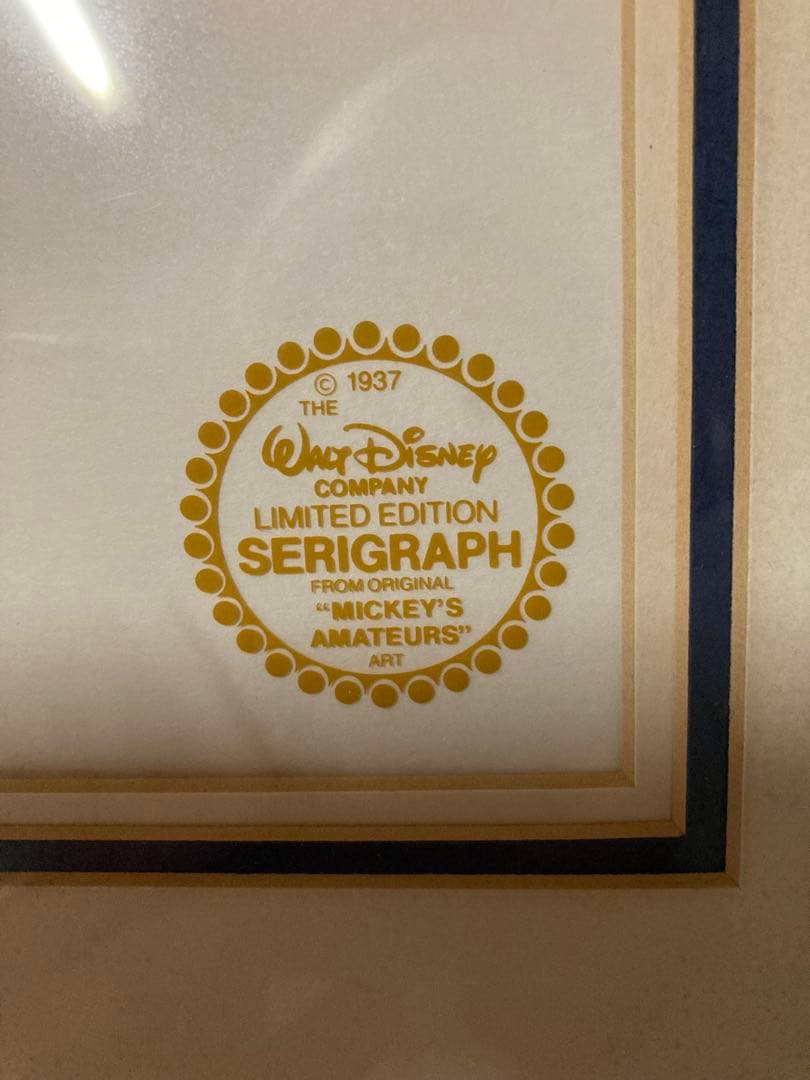 © 1937
THE
Walt Disney
COMPANY
LIMITED EDITION
SERIGRAPH
FROM ORIGINAL
“MICKEY'S
AMATEURS”
ART